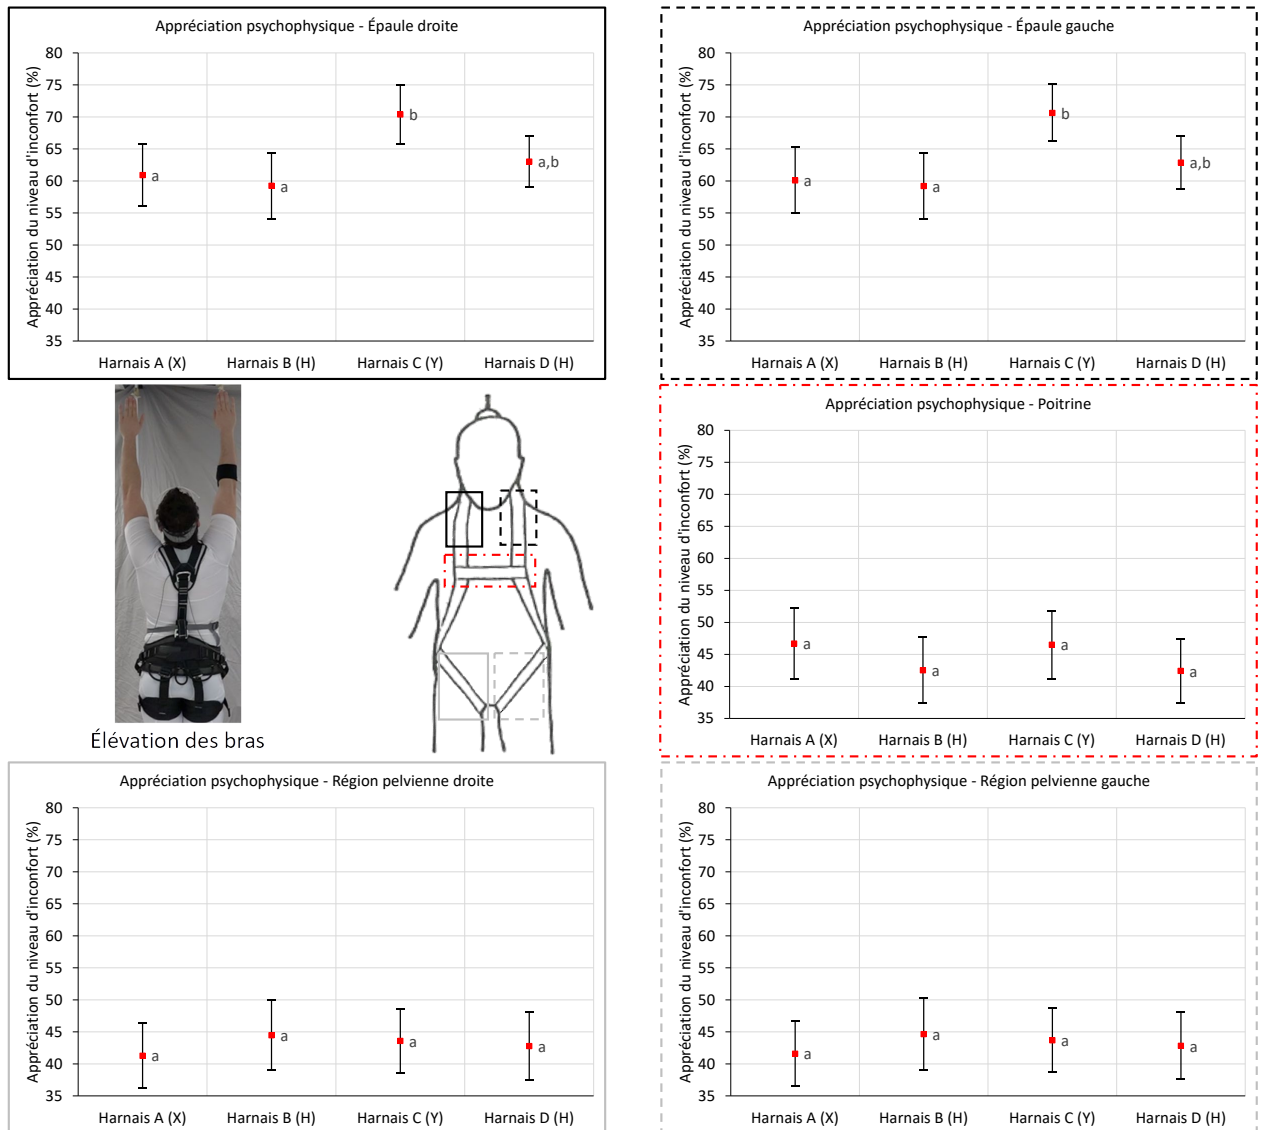 Appréciation psychophysique - Épaule droite
Appréciation du niveau d'inconfort (%)
80
75
70
65
60
55
50
45
40
35
a
a
b
a,b
Harnais A (X) Harnais B (H) Harnais C (Y) Harnais D (H)
Appréciation psychophysique - Épaule gauche
Appréciation du niveau d'inconfort (%)
80
75
70
65
60
55
50
45
40
35
a
a
b
a,b
Harnais A (X) Harnais B (H) Harnais C (Y) Harnais D (H)
Élévation des bras
Appréciation psychophysique - Poitrine
Appréciation du niveau d'inconfort (%)
80
75
70
65
60
55
50
45
40
35
a
a
a
a
Harnais A (X) Harnais B (H) Harnais C (Y) Harnais D (H)
Appréciation psychophysique - Région pelvienne droite
Appréciation du niveau d'inconfort (%)
80
75
70
65
60
55
50
45
40
35
a
a
a
a
Harnais A (X) Harnais B (H) Harnais C (Y) Harnais D (H)
Appréciation psychophysique - Région pelvienne gauche
Appréciation du niveau d'inconfort (%)
80
75
70
65
60
55
50
45
40
35
a
a
a
a
Harnais A (X) Harnais B (H) Harnais C (Y) Harnais D (H)